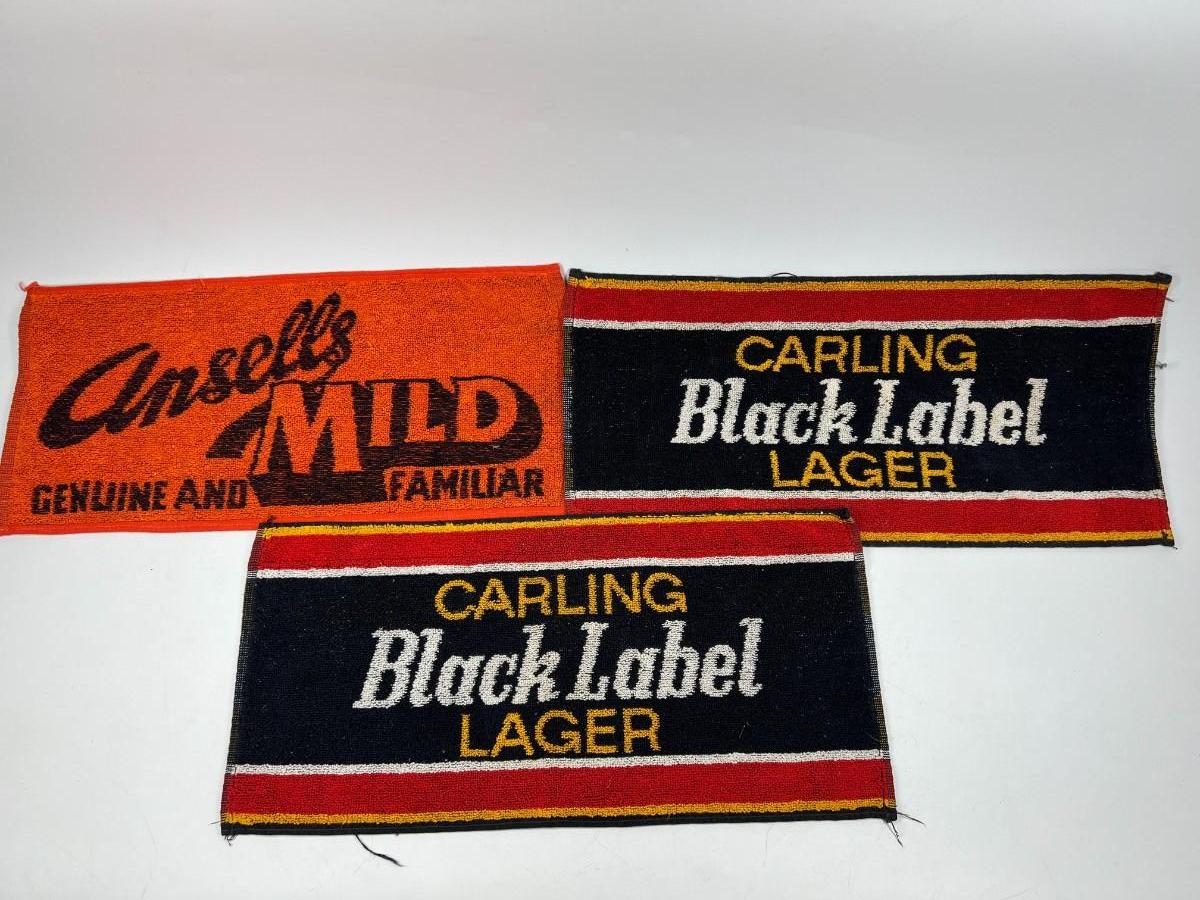 Ansells
MILD
GENUINE AND FAMILIAR
CARLING
Black Label
LAGER
CARLING
Black Label
LAGER